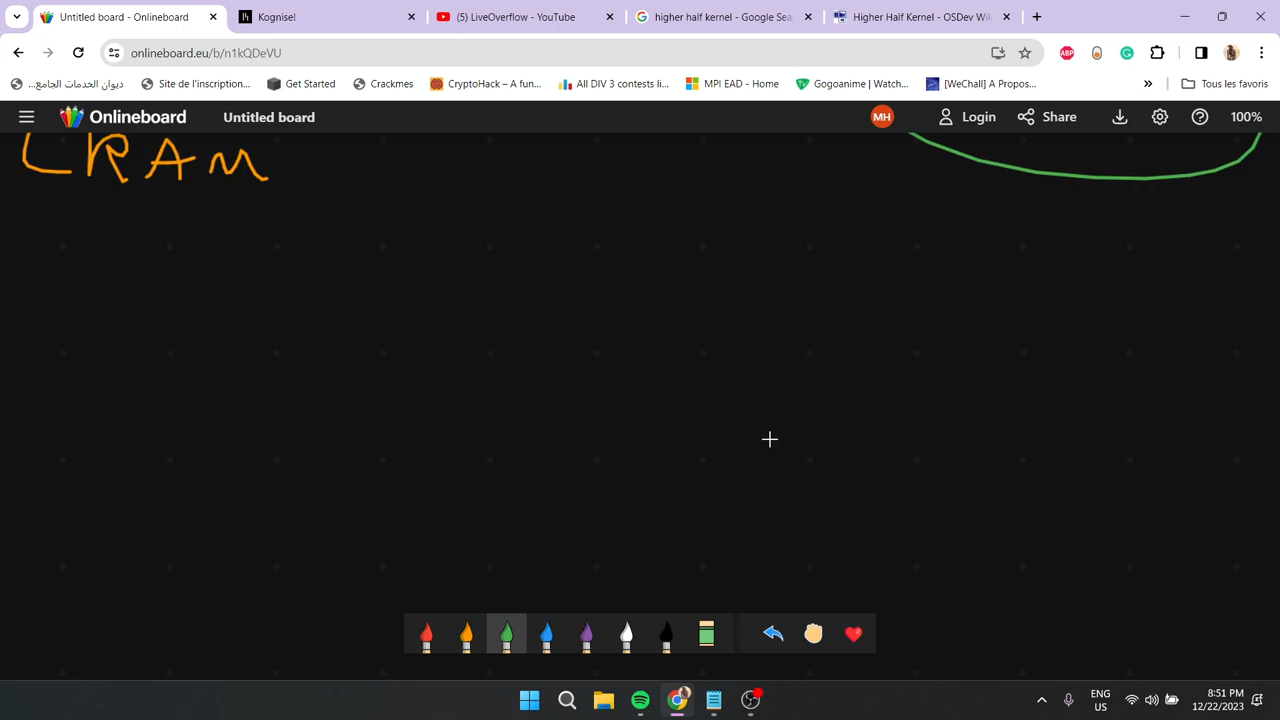 Untitled board - Onlineboard
Kognise!
(5) LiveOverflow - YouTube
higher half kernel - Google Sea
Higher Half Kernel - OSDev Wi
onlineboard.eu/b/n1kQDeVU
ABP
ديوان الخدمات الجامع...
Site de l'inscription...
Get Started
Crackmes
CryptoHack – A fun...
All DIV 3 contests li...
MPI EAD - Home
Gogoanime | Watch...
[WeChall] A Propos...
»
Tous les favoris
Onlineboard
Untitled board
MH
Login
Share
100%
RAM
ENG
US
8:51 PM
12/22/2023